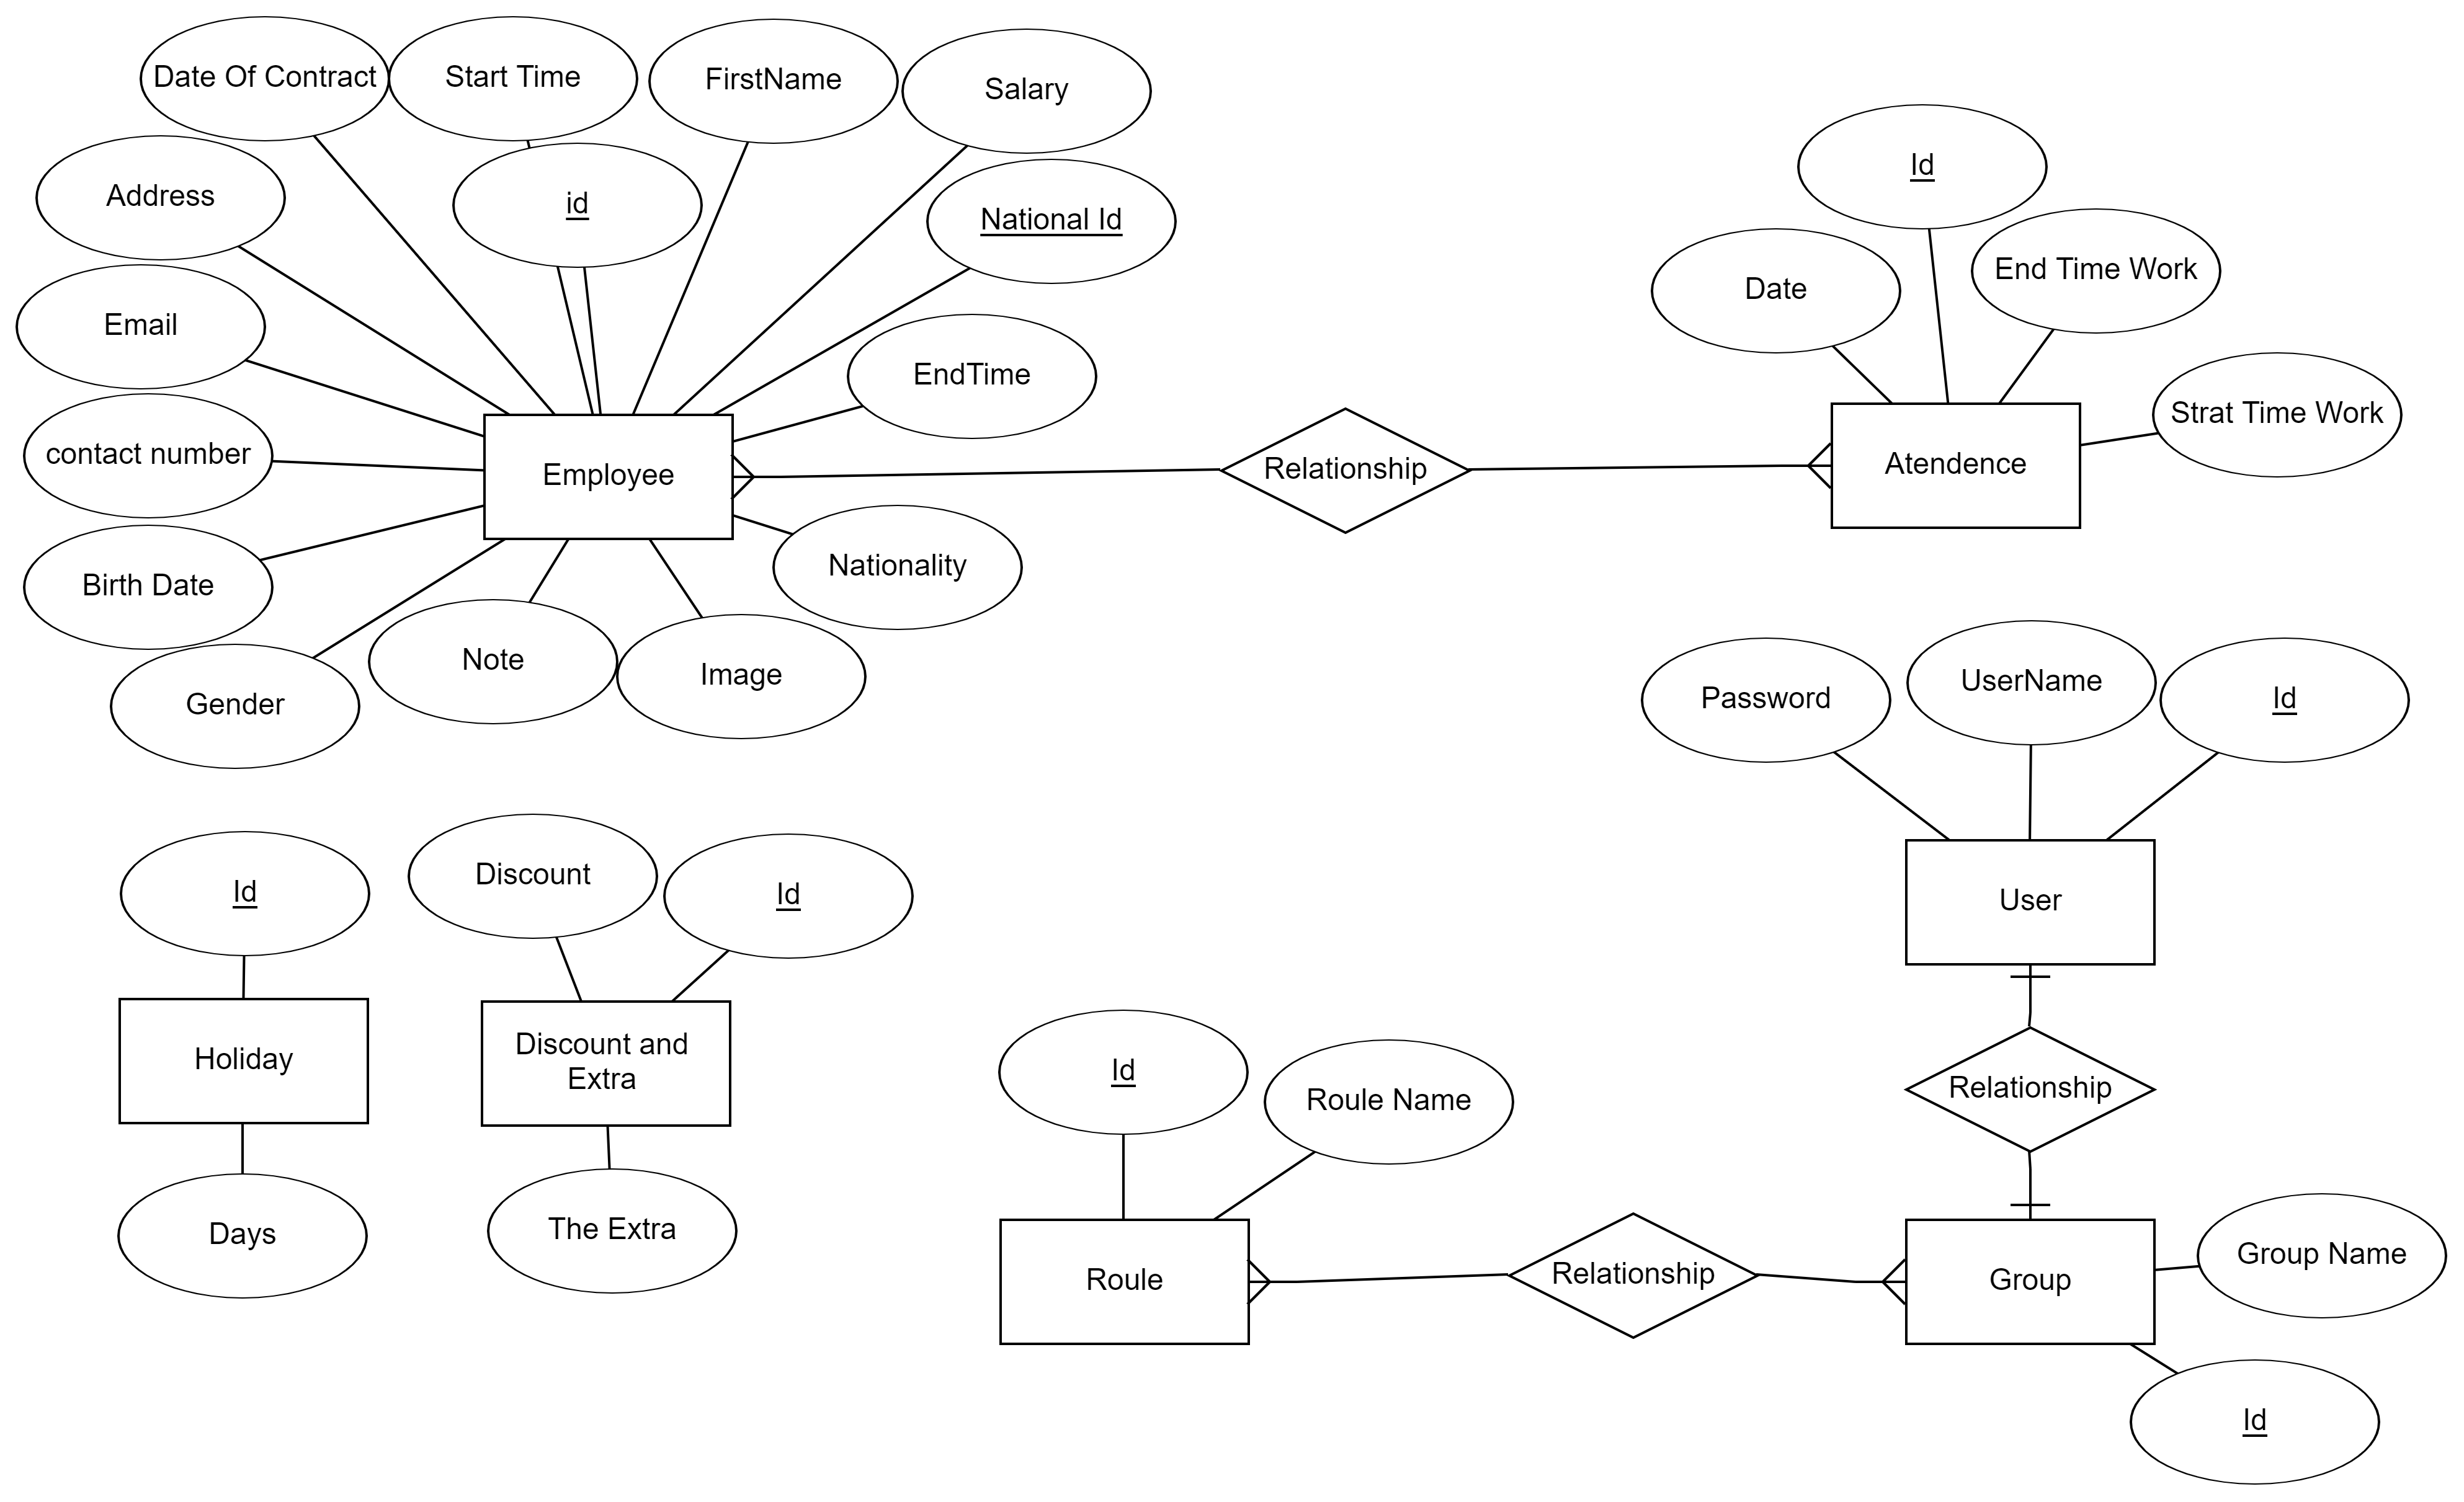 Date Of Contract
Start Time
FirstName
Salary
Address
id
National Id
Email
EndTime
contact number
Employee
Birth Date
Nationality
Gender
Note
Image
Relationship
Id
Date
End Time Work
Strat Time Work
Atendence
Password
UserName
Id
User
Relationship
Id
Holiday
Days
Discount
Id
Discount and
Extra
The Extra
Id
Roule Name
Roule
Relationship
Group
Group Name
Id